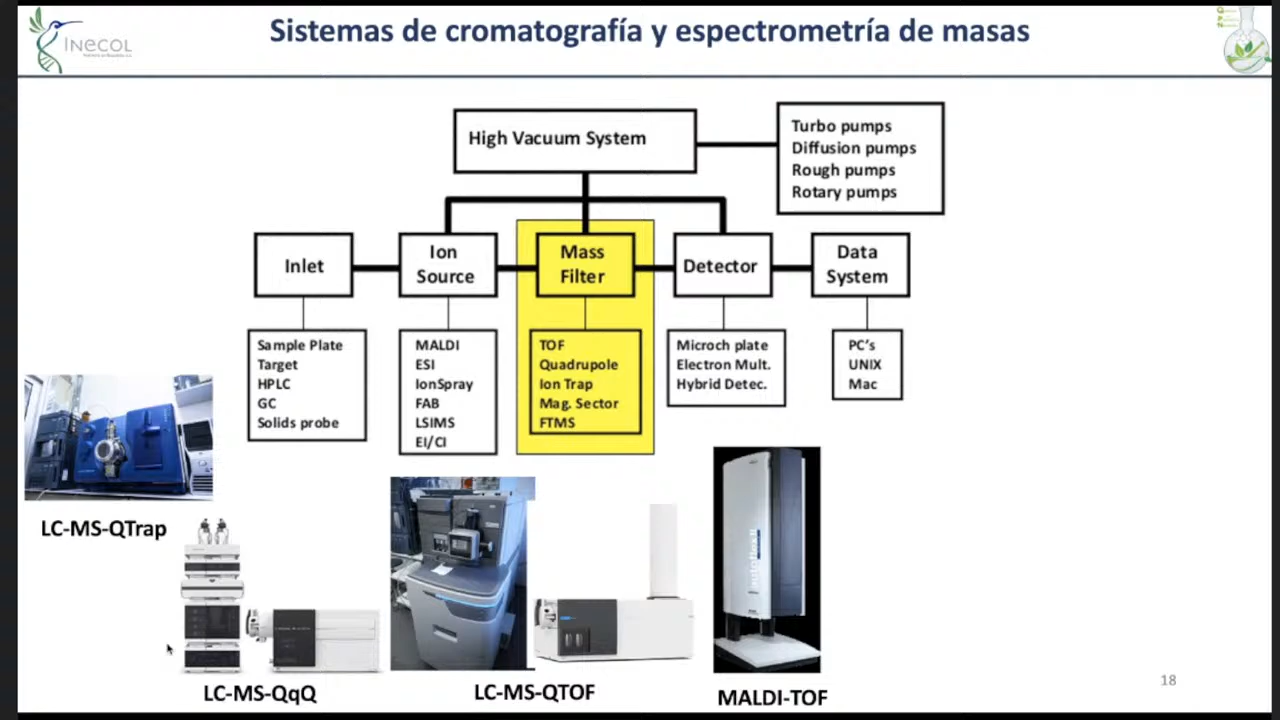 Sistemas de cromatografía y espectrometría de masas
INECOL
High Vacuum System
Turbo pumps
Diffusion pumps
Rough pumps
Rotary pumps
Inlet
Ion
Source
Mass
Filter
Detector
Data
System
Sample Plate
Target
HPLC
GC
Solids probe
MALDI
ESI
IonSpray
FAB
LSIMS
EI/CI
TOF
Quadrupole
Ion Trap
Mag. Sector
FTMS
Microch plate
Electron Mult.
Hybrid Detec.
PC's
UNIX
Mac
LC-MS-QTrap
LC-MS-QqQ
LC-MS-QTOF
MALDI-TOF
18